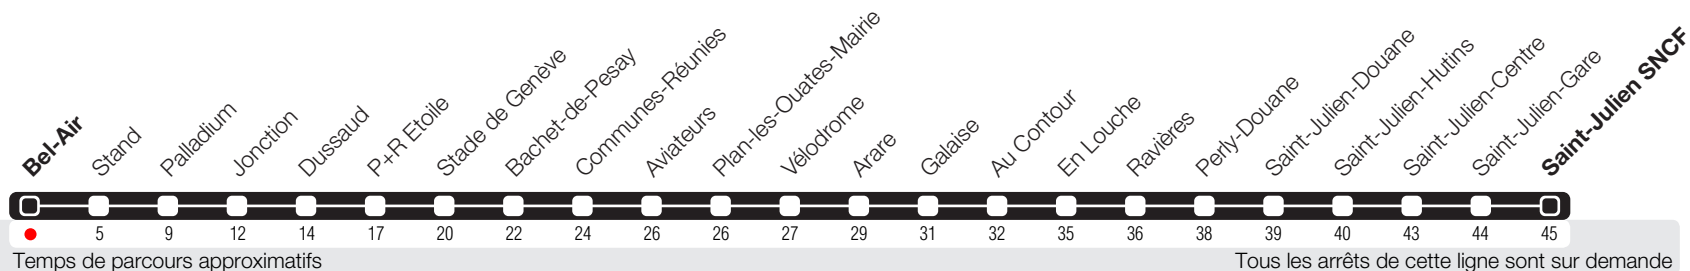 Bel-Air
Stand
Palladium
Jonction
Dussaud
P+R Etoile
Stade de Genève
Bachet-de-Pesay
Communes-Réunies
Aviateurs
Plan-les-Ouates-Mairie
Vélodrome
Arare
Galaise
Au Contour
En Louche
Ravières
Perly-Douane
Saint-Julien-Douane
Saint-Julien-Hutins
Saint-Julien-Centre
Saint-Julien-Gare
Saint-Julien SNCF
5 9 12 14 17 20 22 24 26 26 27 29 31 32 35 36 38 39 40 43 44 45
Temps de parcours approximatifs
Tous les arrêts de cette ligne sont sur demande